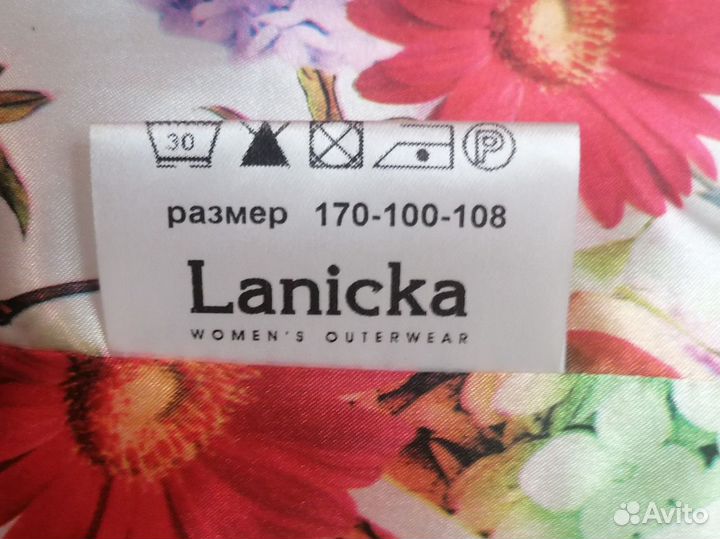 30 P
размер 170-100-108
Lanicka
WOMEN'S OUTERWEAR
Avito